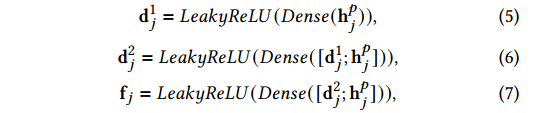 d_j^1 = LeakyReLU(Dense(h_j^p)), (5)
d_j^2 = LeakyReLU(Dense([d_j^1; h_j^p])), (6)
f_j = LeakyReLU(Dense([d_j^2; h_j^p])), (7)